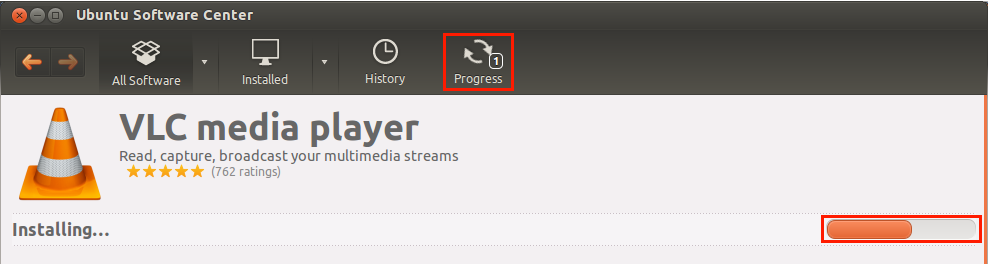 Ubuntu Software Center
All Software
Installed
History
1
Progress
VLC media player
Read, capture, broadcast your multimedia streams
(762 ratings)
Installing...